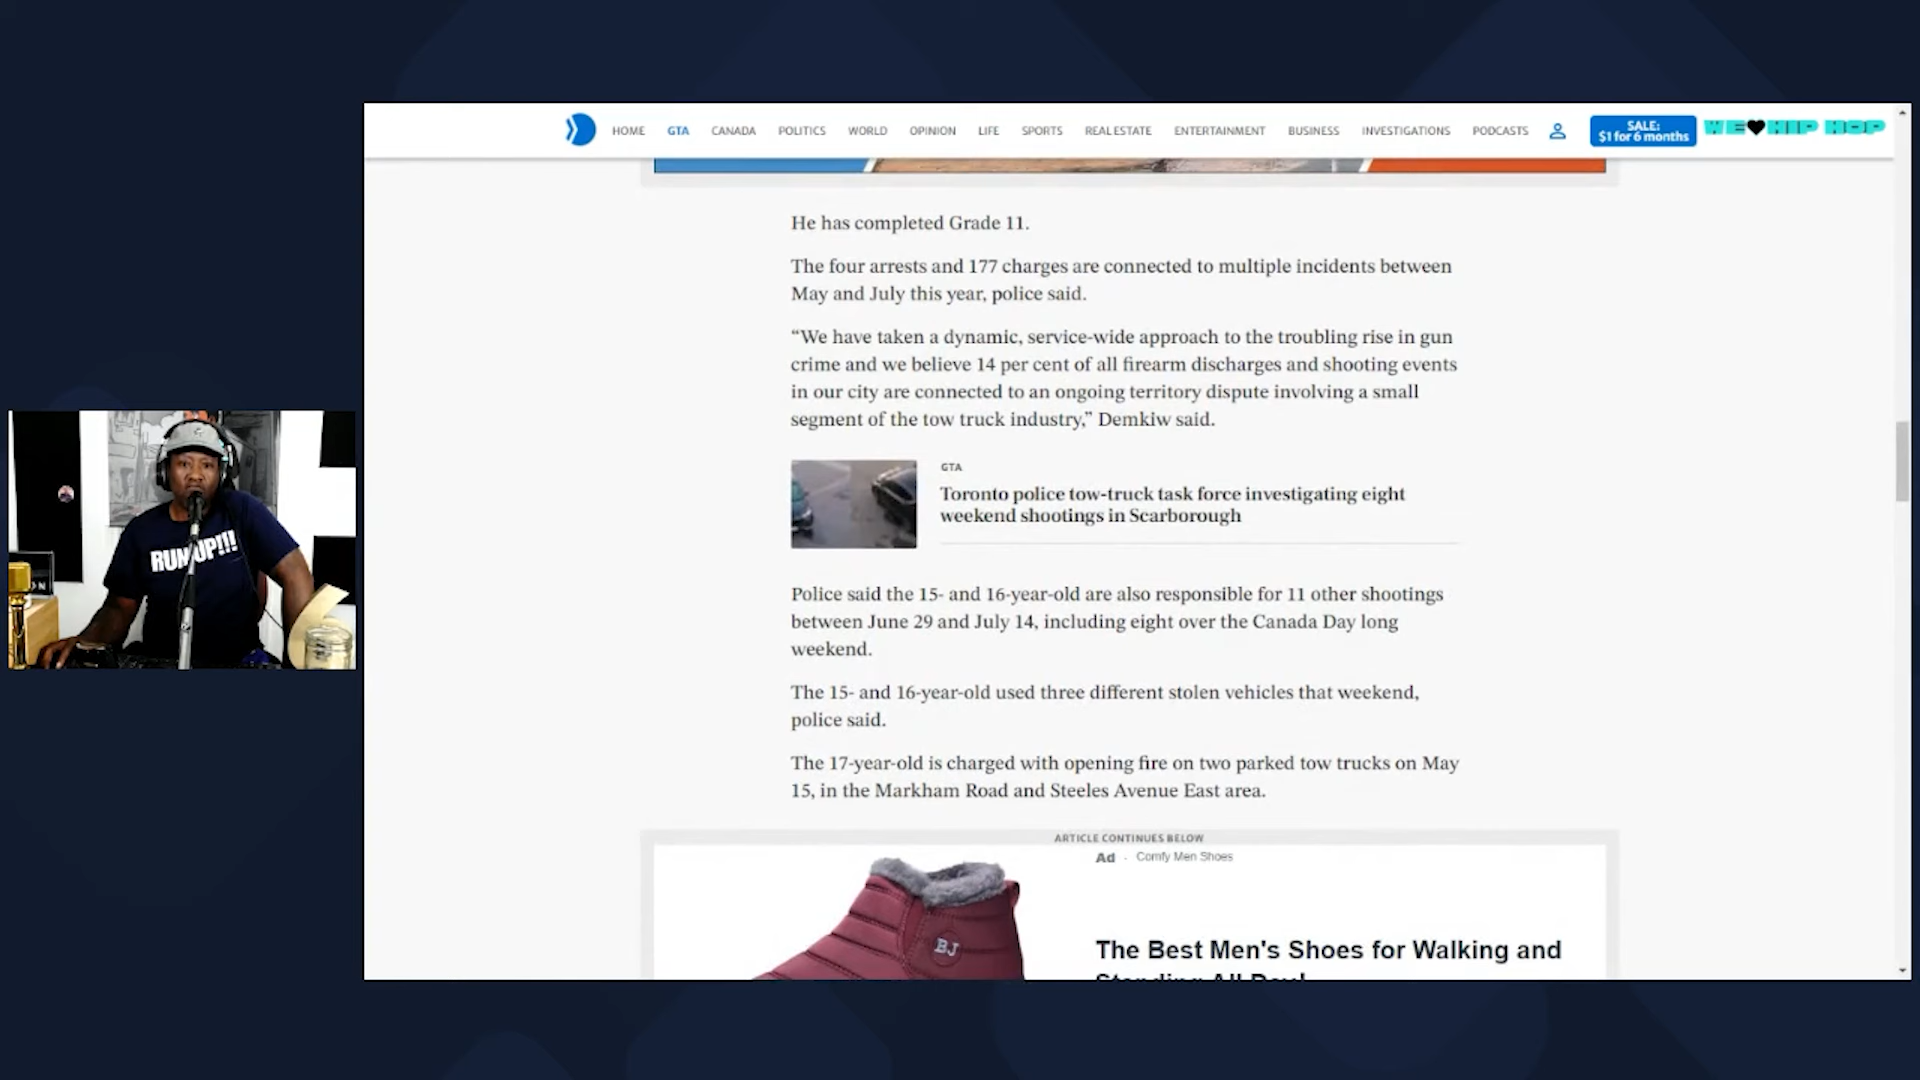 HOME GTA CANADA POLITICS WORLD OPINION LIFE SPORTS REAL ESTATE ENTERTAINMENT BUSINESS INVESTIGATIONS PODCASTS
SALE:
$1 for 6 months
WE HIP HOP
He has completed Grade 11.
The four arrests and 177 charges are connected to multiple incidents between
May and July this year, police said.
“We have taken a dynamic, service-wide approach to the troubling rise in gun
crime and we believe 14 per cent of all firearm discharges and shooting events
in our city are connected to an ongoing territory dispute involving a small
segment of the tow truck industry,” Demkiw said.
GTA
Toronto police tow-truck task force investigating eight
weekend shootings in Scarborough
RUN UP!!!
Police said the 15- and 16-year-old are also responsible for 11 other shootings
between June 29 and July 14, including eight over the Canada Day long
weekend.
The 15- and 16-year-old used three different stolen vehicles that weekend,
police said.
The 17-year-old is charged with opening fire on two parked tow trucks on May
15, in the Markham Road and Steeles Avenue East area.
ARTICLE CONTINUES BELOW
Ad · Comfy Men Shoes
BJ
The Best Men's Shoes for Walking and
Standing All Day!